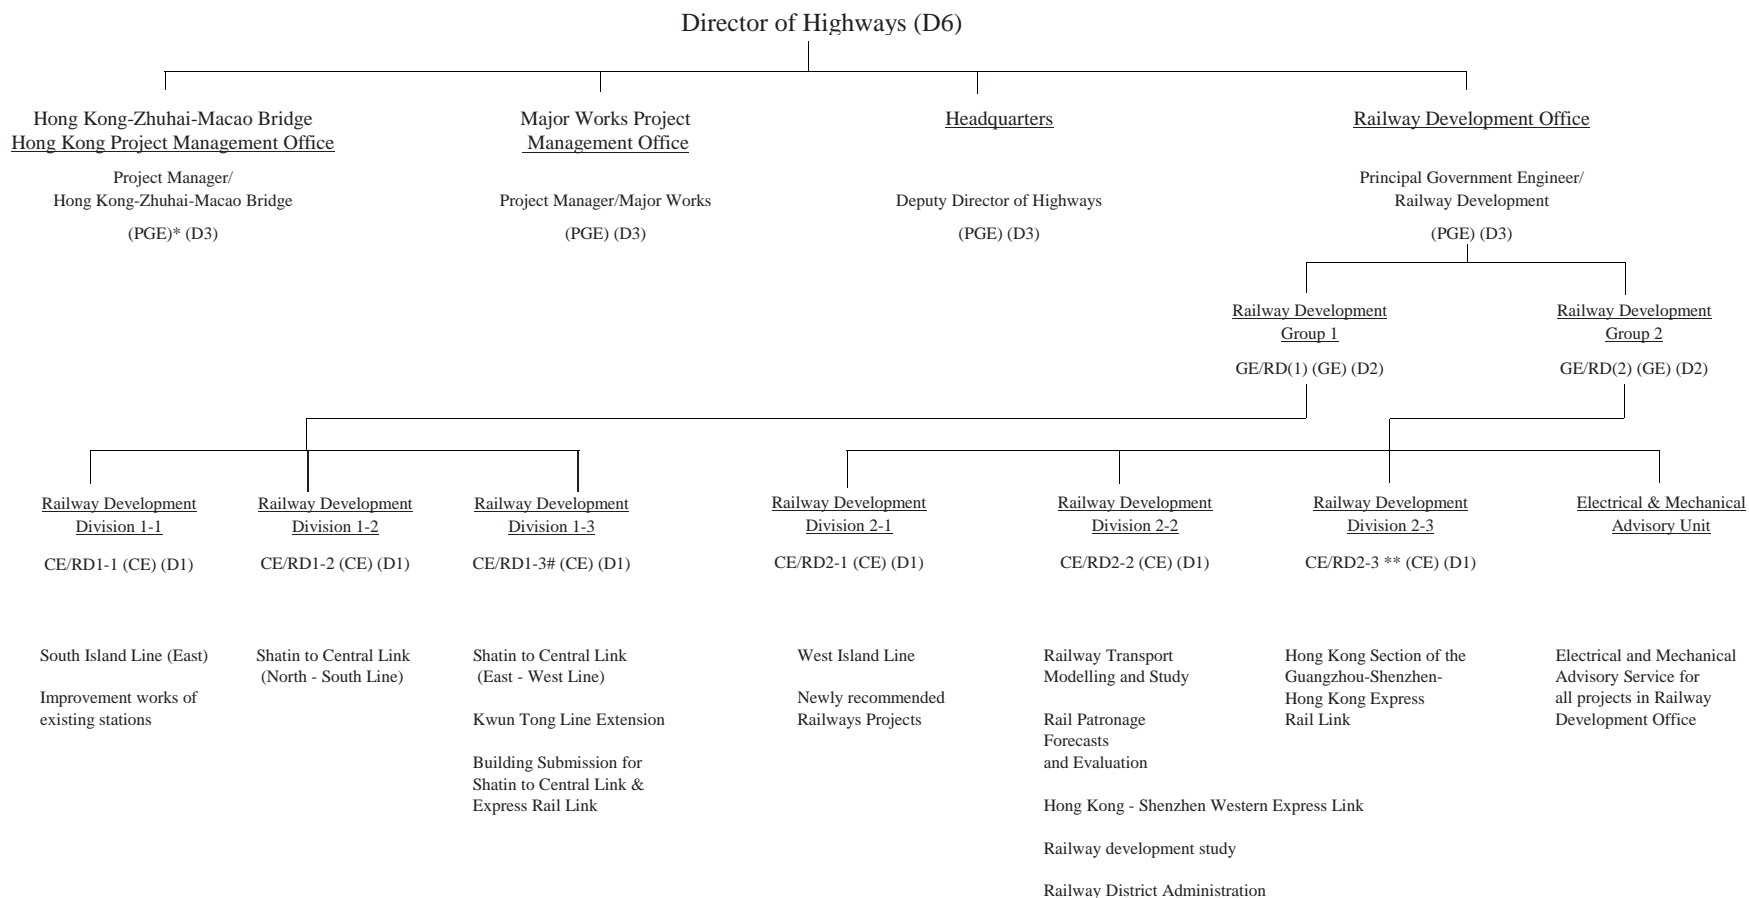 Director of Highways (D6)
Hong Kong-Zhuhai-Macao Bridge
Hong Kong Project Management Office
Project Manager/
Hong Kong-Zhuhai-Macao Bridge
(PGE)* (D3)
Major Works Project
Management Office
Project Manager/Major Works
(PGE) (D3)
Headquarters
Deputy Director of Highways
(PGE) (D3)
Railway Development Office
Principal Government Engineer/
Railway Development
(PGE) (D3)
Railway Development
Group 1
GE/RD(1) (GE) (D2)
Railway Development
Group 2
GE/RD(2) (GE) (D2)
Railway Development
Division 1-1
CE/RD1-1 (CE) (D1)
South Island Line (East)
Improvement works of
existing stations
Railway Development
Division 1-2
CE/RD1-2 (CE) (D1)
Shatin to Central Link
(North - South Line)
Railway Development
Division 1-3
CE/RD1-3# (CE) (D1)
Shatin to Central Link
(East - West Line)
Kwun Tong Line Extension
Building Submission for
Shatin to Central Link &
Express Rail Link
Railway Development
Division 2-1
CE/RD2-1 (CE) (D1)
West Island Line
Newly recommended
Railways Projects
Railway Development
Division 2-2
CE/RD2-2 (CE) (D1)
Railway Transport
Modelling and Study
Rail Patronage
Forecasts
and Evaluation
Hong Kong - Shenzhen Western Express Link
Railway development study
Railway District Administration
Railway Development
Division 2-3
CE/RD2-3 ** (CE) (D1)
Hong Kong Section of the
Guangzhou-Shenzhen-
Hong Kong Express
Rail Link
Electrical & Mechanical
Advisory Unit
Electrical and Mechanical
Advisory Service for
all projects in Railway
Development Office